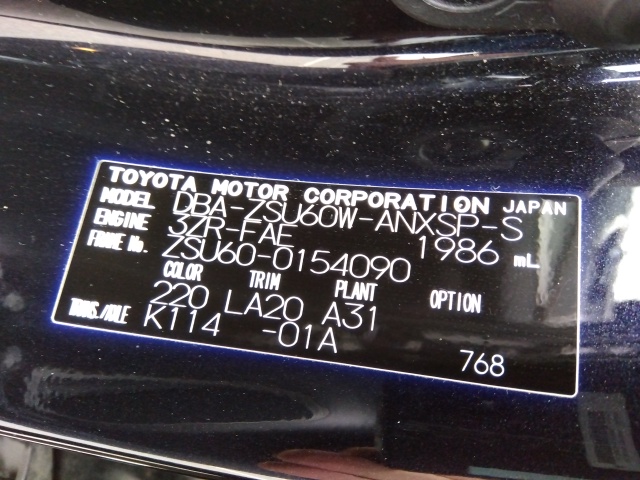 TOYOTA MOTOR CORPORATION JAPAN
MODEL DBA-ZSU60W-ANXSP-S
ENGINE 3ZR-FAE 1986 mL
FRAME No. ZSU60-0154090
COLOR TRIM PLANT OPTION
220 LA20 A31
TRANS./AXLE K114 -01A 768